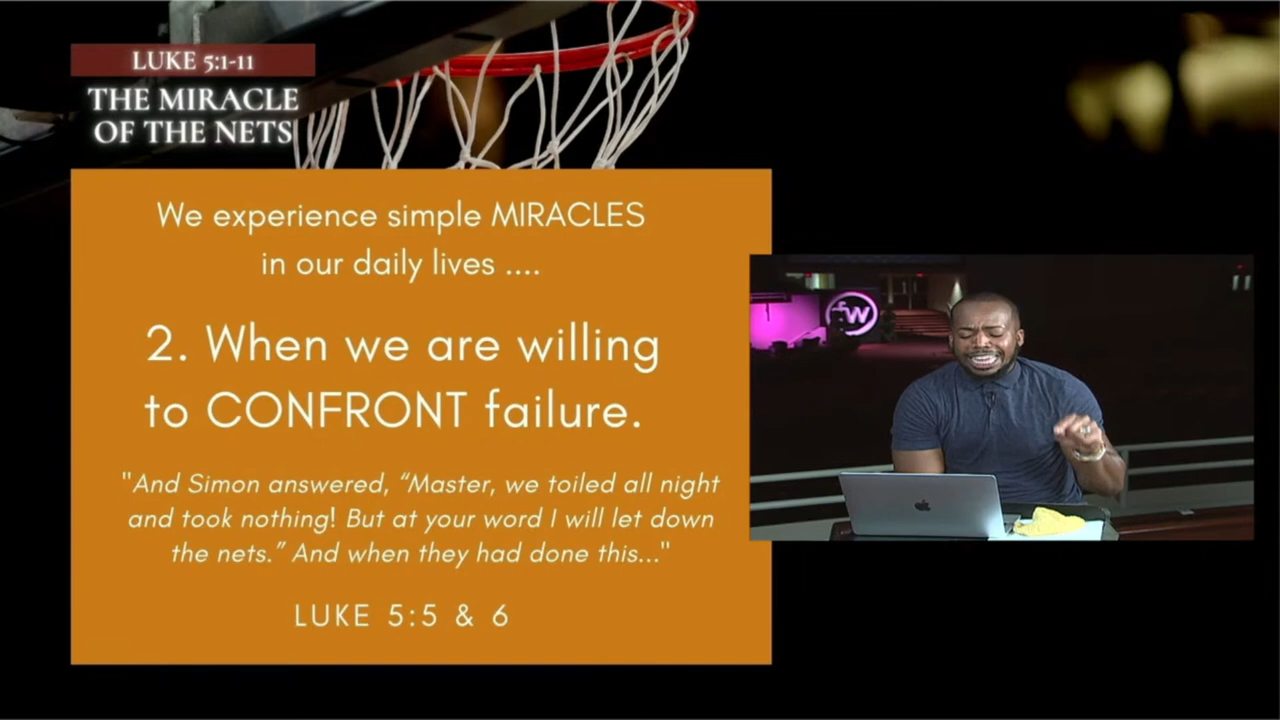 LUKE 5:1-11
THE MIRACLE
OF THE NETS
We experience simple MIRACLES
in our daily lives ....
2. When we are willing
to CONFRONT failure.
"And Simon answered, “Master, we toiled all night
and took nothing! But at your word I will let down
the nets.” And when they had done this..."
LUKE 5:5 & 6
fw